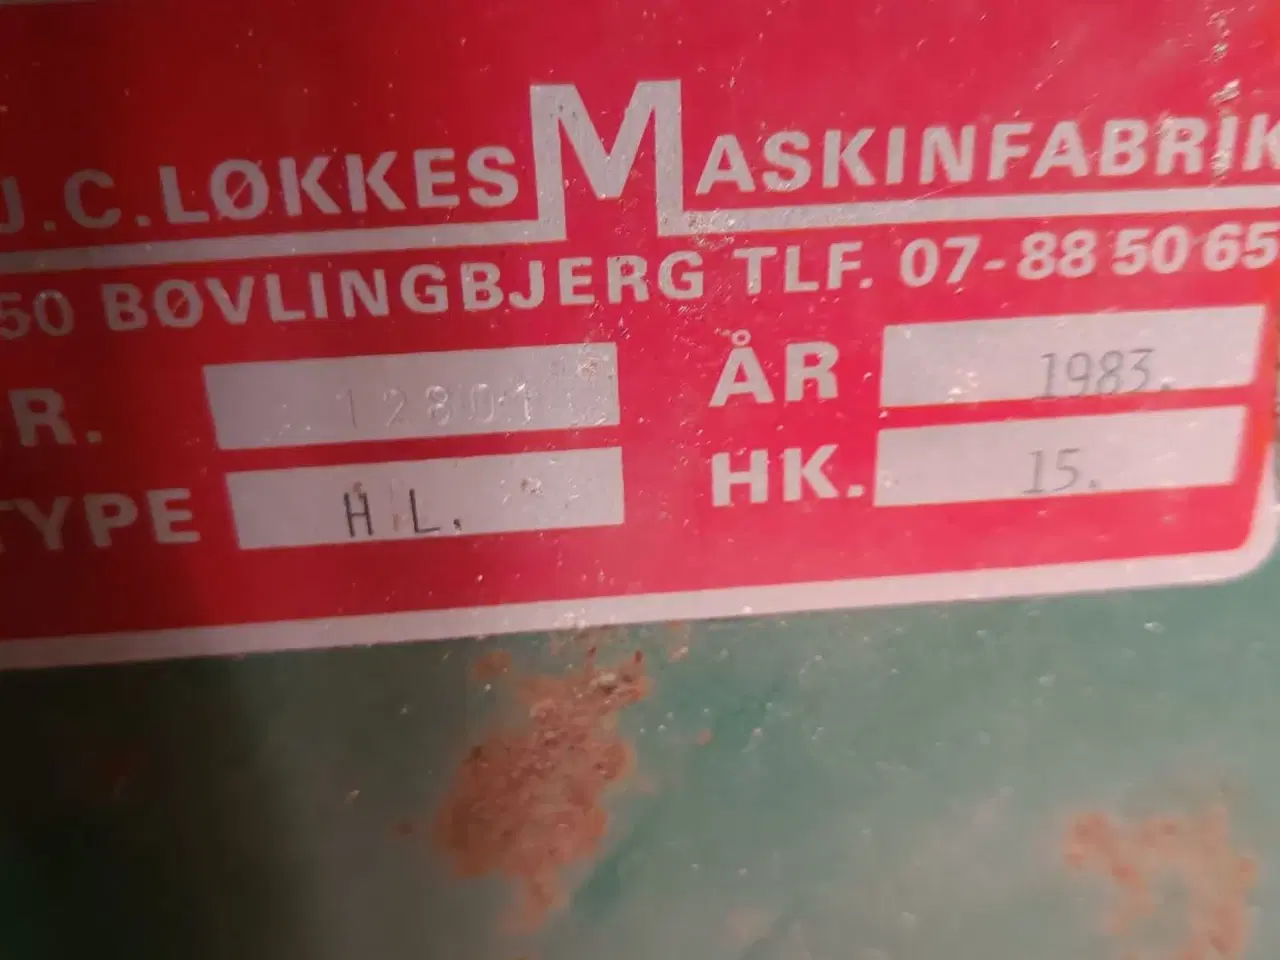 J.C.LØKKES MASKINFABRIK
50 BØVLINGBJERG TLF. 07-88 50 65
R. 12801 ÅR 1983.
TYPE H L. HK. 15.